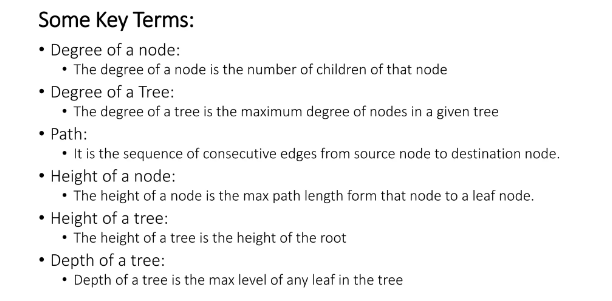 Some Key Terms:
• Degree of a node:
• The degree of a node is the number of children of that node
• Degree of a Tree:
• The degree of a tree is the maximum degree of nodes in a given tree
• Path:
• It is the sequence of consecutive edges from source node to destination node.
• Height of a node:
• The height of a node is the max path length form that node to a leaf node.
• Height of a tree:
• The height of a tree is the height of the root
• Depth of a tree:
• Depth of a tree is the max level of any leaf in the tree